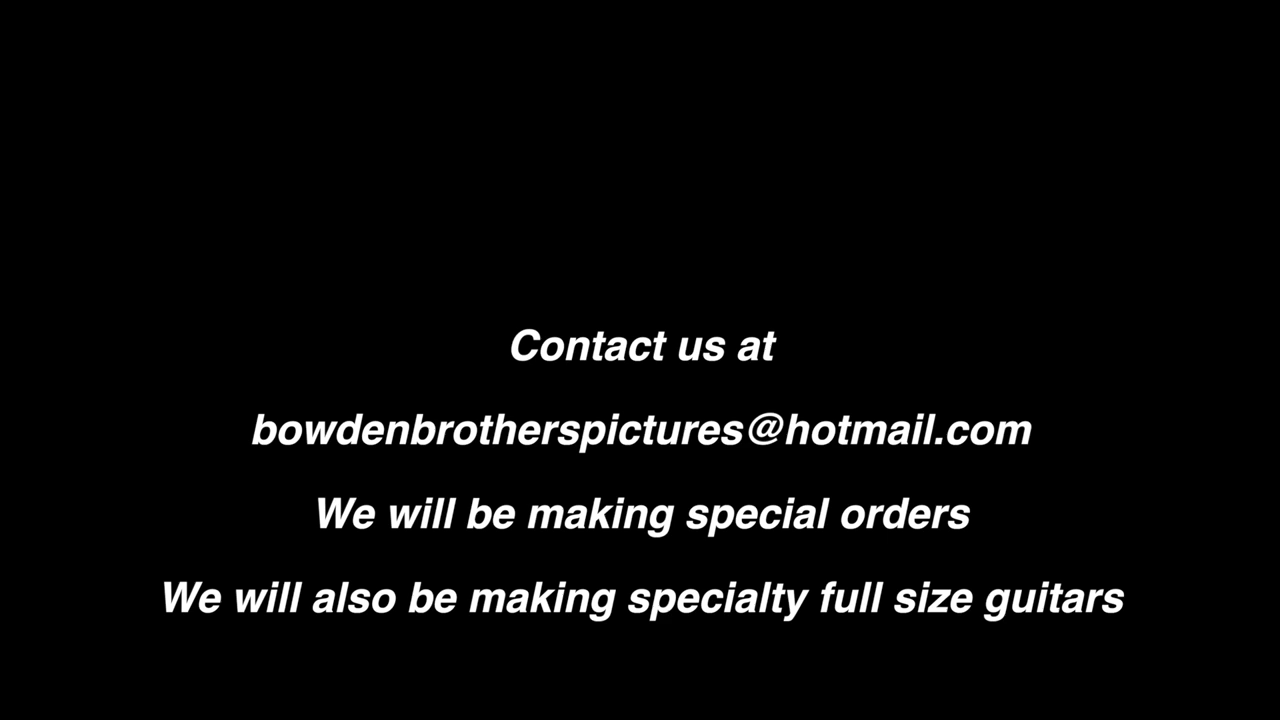 Contact us at
bowdenbrotherspictures@hotmail.com
We will be making special orders
We will also be making specialty full size guitars